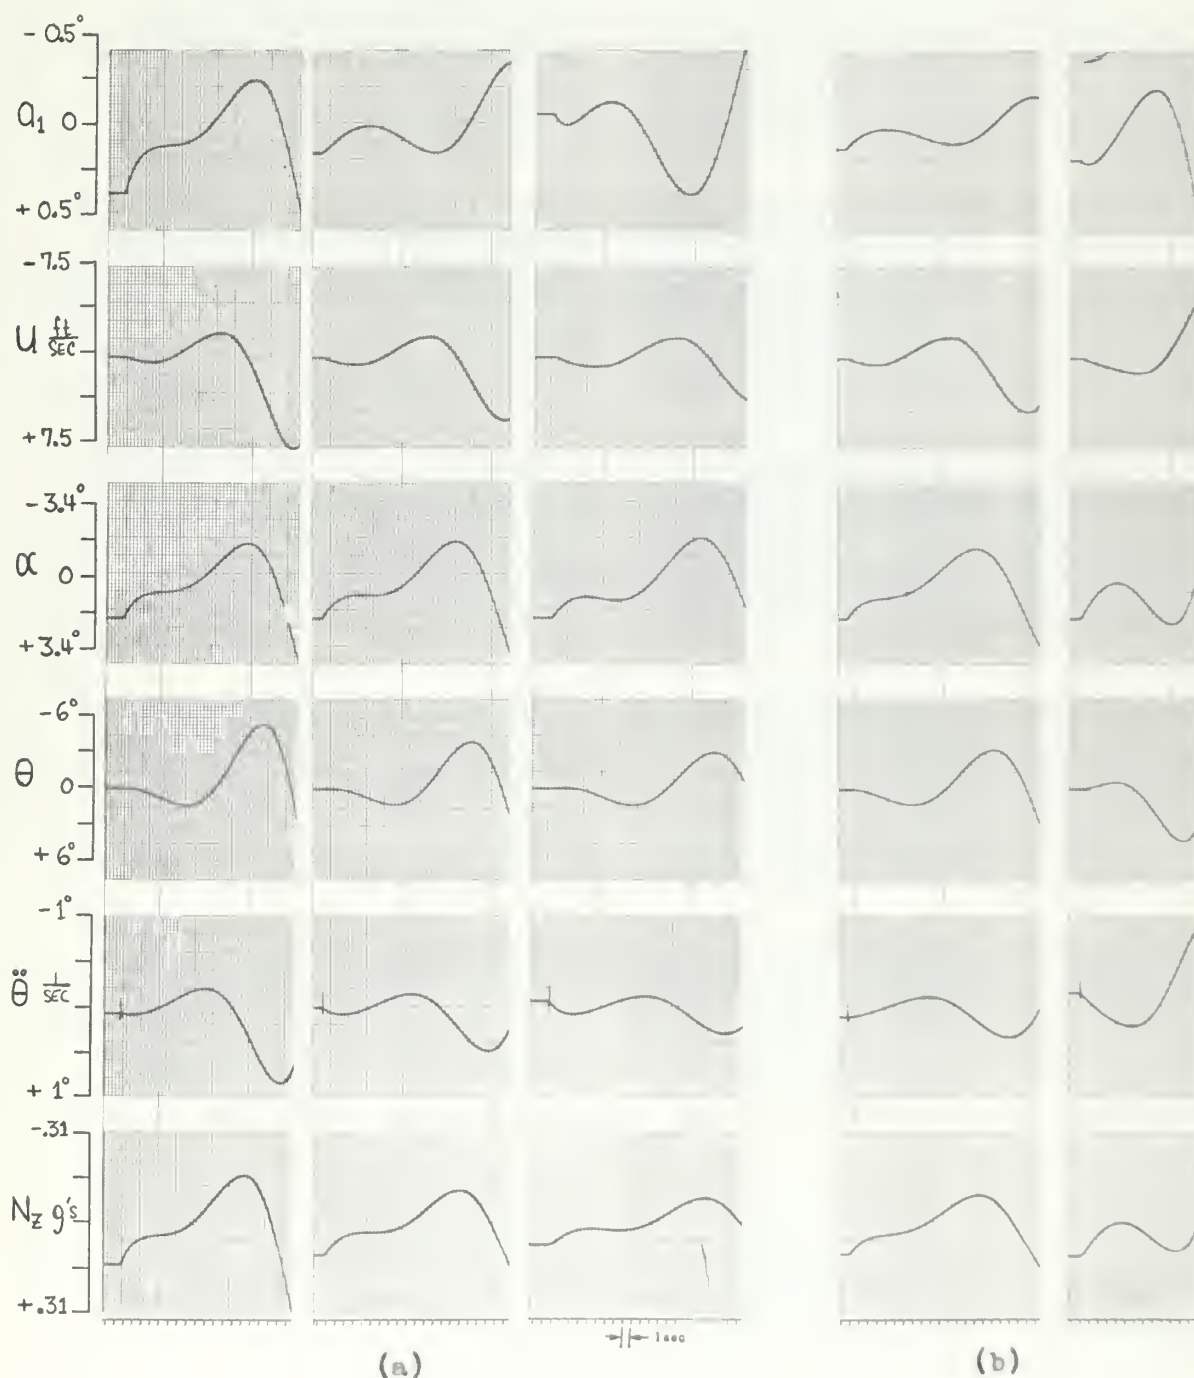 - 0.5°
a₁ 0
+ 0.5°
- 7.5
U ft/SEC
+ 7.5
- 3.4°
α 0
+ 3.4°
- 6°
θ 0
+ 6°
- 1°
θ̈ 1/SEC
+ 1°
-.31
N_z g's
+.31
1 sec
(a) (b)